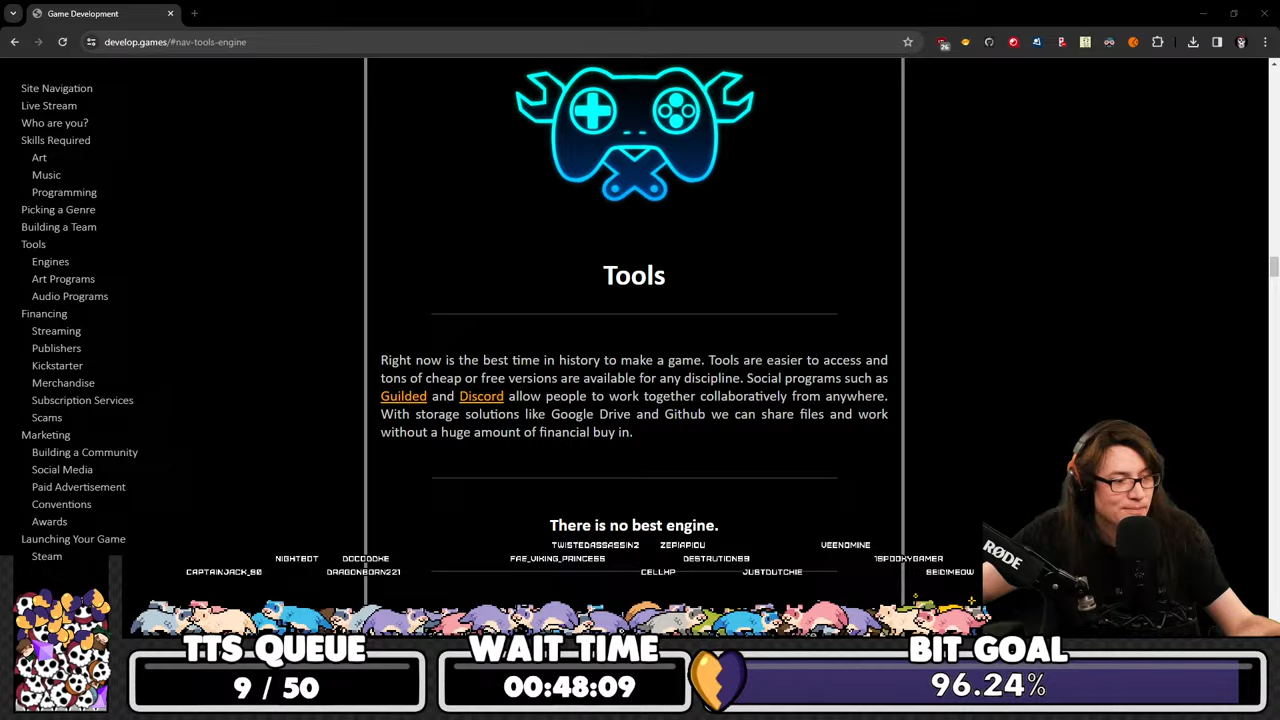 Game Development
develop.games/#nav-tools-engine
26
Site Navigation
Live Stream
Who are you?
Skills Required
Art
Music
Programming
Picking a Genre
Building a Team
Tools
Engines
Art Programs
Audio Programs
Financing
Streaming
Publishers
Kickstarter
Merchandise
Subscription Services
Scams
Marketing
Building a Community
Social Media
Paid Advertisement
Conventions
Awards
Launching Your Game
Steam
Tools
Right now is the best time in history to make a game. Tools are easier to access and
tons of cheap or free versions are available for any discipline. Social programs such as
Guilded and Discord allow people to work together collaboratively from anywhere.
With storage solutions like Google Drive and Github we can share files and work
without a huge amount of financial buy in.
There is no best engine.
TWISTEDASSASSIN2 ZEPIAPIOU VEENOMINE
NIGHTBOT DOCODOKE FAE_VIKING_PRINCESS DESTRUTION59 1SPOOKYGAMER
CAPTAINJACK_60 DRAGONBORN221 CELLHP JUSTDUTCHIE
RØDE
TTS QUEUE
9 / 50
WAIT TIME
00:48:09
BIT GOAL
96.24%